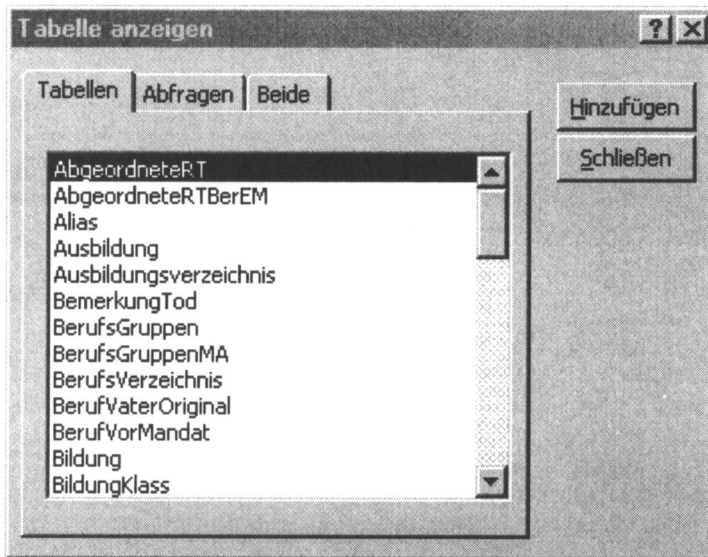 Tabelle anzeigen
? X
Tabellen Abfragen Beide
Hinzufügen
Schließen
AbgeordneteRT
AbgeordneteRTBerEM
Alias
Ausbildung
Ausbildungsverzeichnis
BemerkungTod
BerufsGruppen
BerufsGruppenMA
BerufsVerzeichnis
BerufVaterOriginal
BerufVorMandat
Bildung
BildungKlass